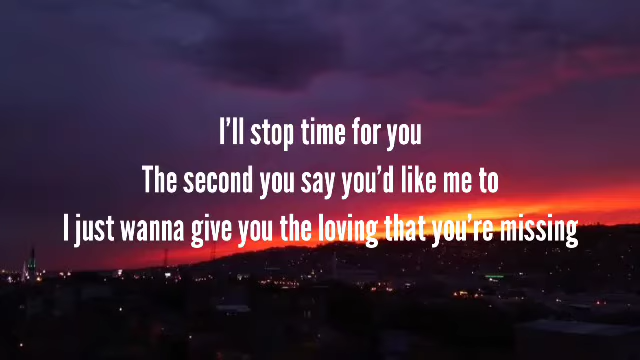 I’ll stop time for you
The second you say you’d like me to
I just wanna give you the loving that you’re missing